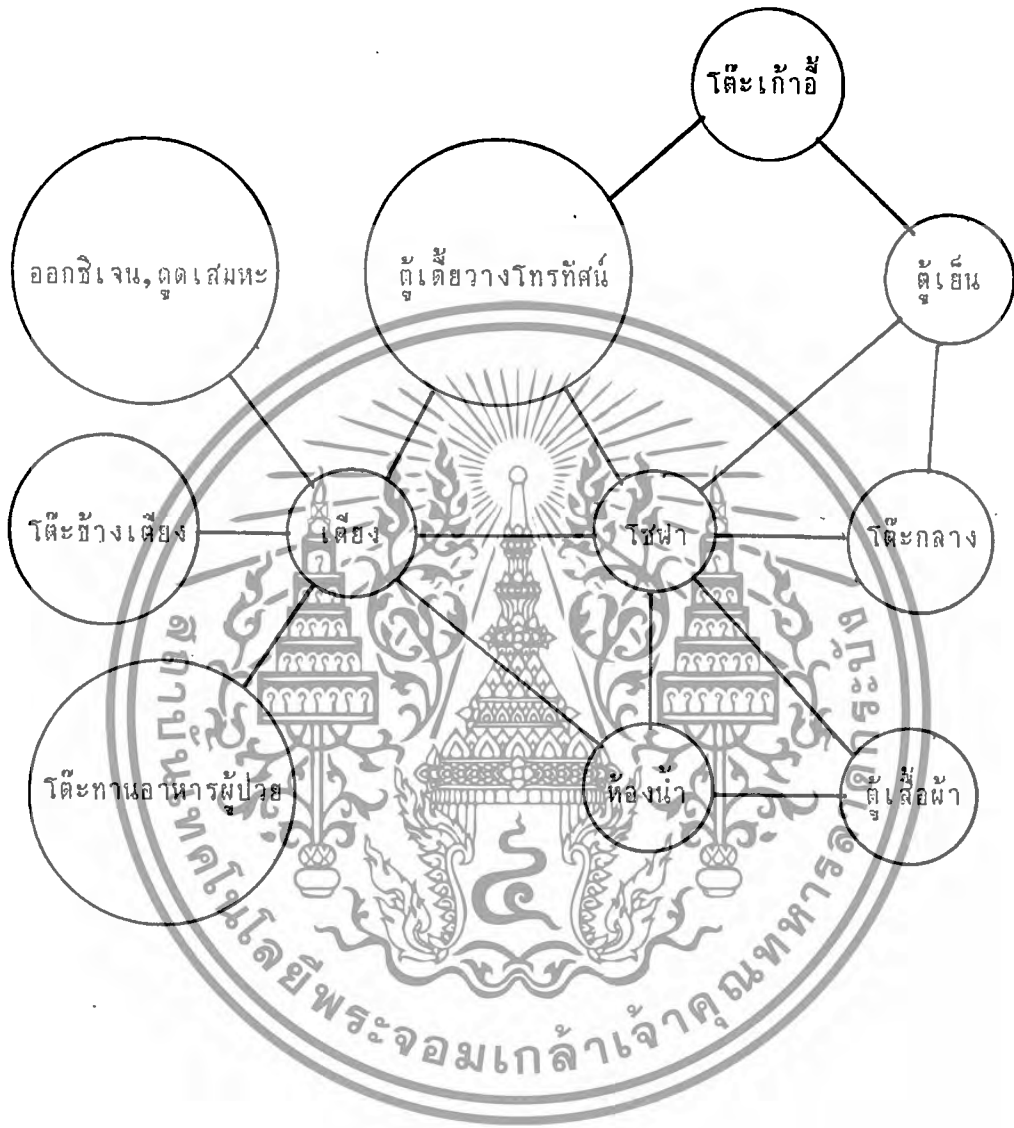 โต๊ะเก้าอี้
ออกซิเจน,ดูดเสมหะ
ตู้เตี้ยวางโทรทัศน์
ตู้เย็น
โต๊ะข้างเตียง
เตียง
โซฟา
โต๊ะกลาง
โต๊ะทานอาหารผู้ป่วย
ห้องน้ำ
ตู้เสื้อผ้า
สถาบันเทคโนโลยีพระจอมเกล้าเจ้าคุณทหารลาดกระบัง